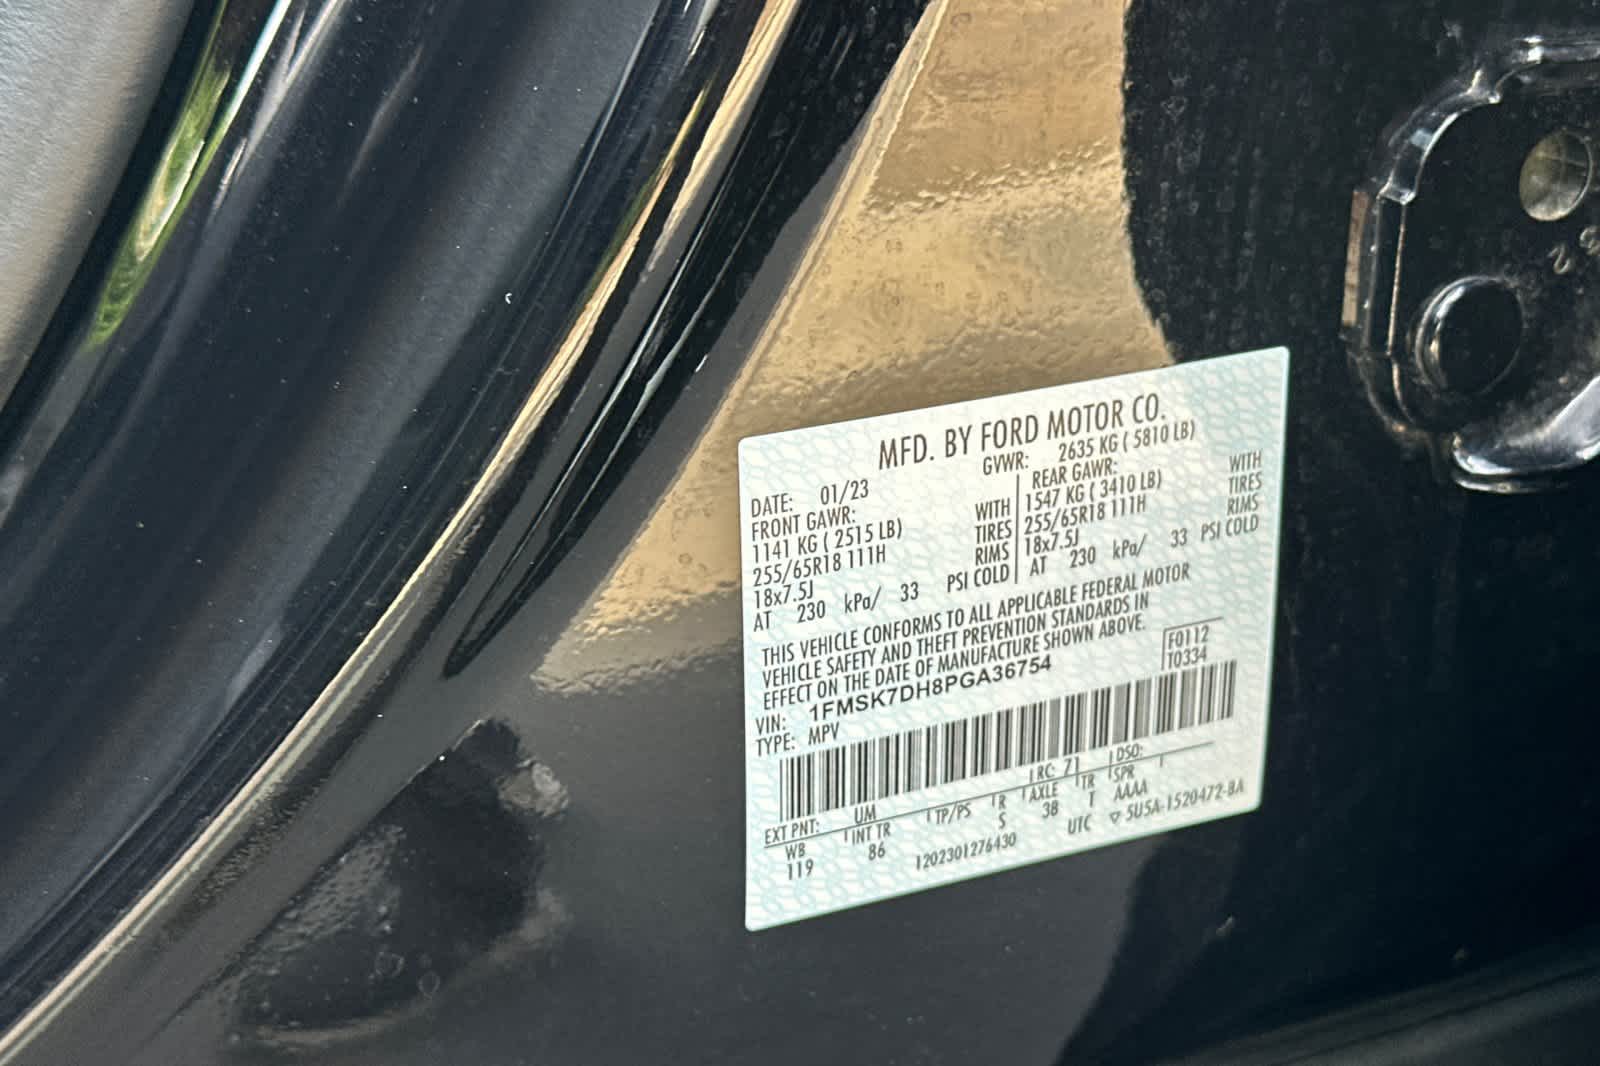 MFD. BY FORD MOTOR CO.
DATE: 01/23 GVWR: 2635 KG ( 5810 LB)
FRONT GAWR: REAR GAWR:
1141 KG ( 2515 LB) WITH 1547 KG ( 3410 LB) WITH
255/65R18 111H TIRES 255/65R18 111H TIRES
18x7.5J RIMS 18x7.5J RIMS
AT 230 kPa/ 33 PSI COLD AT 230 kPa/ 33 PSI COLD
THIS VEHICLE CONFORMS TO ALL APPLICABLE FEDERAL MOTOR
VEHICLE SAFETY AND THEFT PREVENTION STANDARDS IN
EFFECT ON THE DATE OF MANUFACTURE SHOWN ABOVE.
VIN: 1FMSK7DH8PGA36754 F0112
TYPE: MPV T0334
EXT PNT: UM RC: 71 DSO:
WB INT TR TP/PS R AXLE TR SPR
119 86 S 38 T AAAA
1202301276430 UTC ▽ 5U5A-1520472-BA